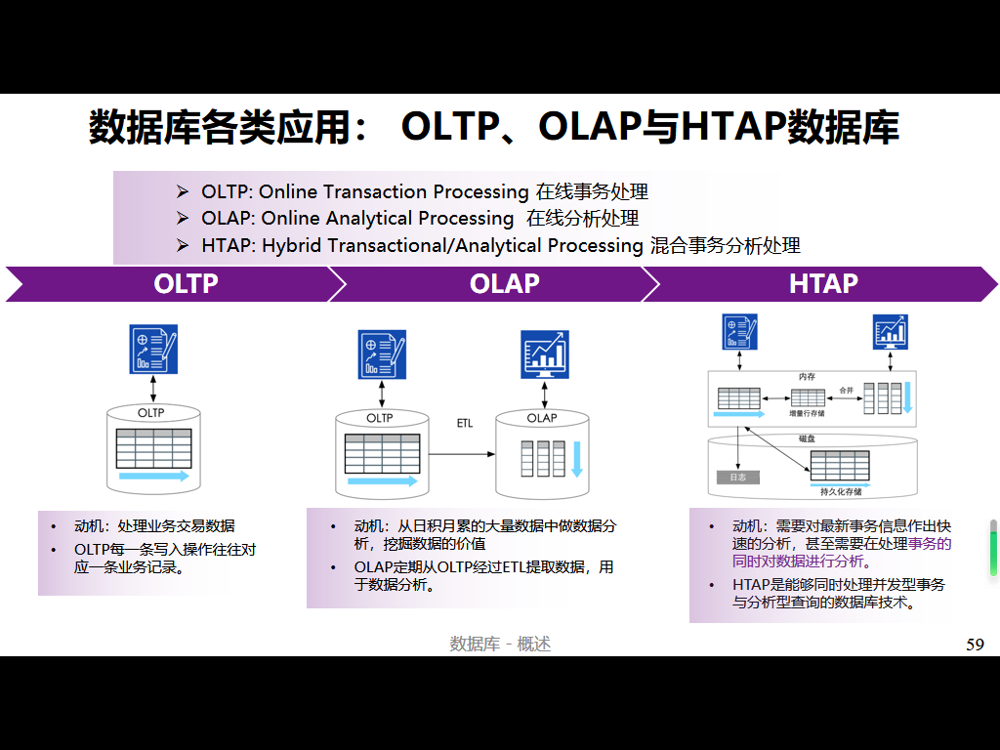 数据库各类应用： OLTP、OLAP与HTAP数据库
➢ OLTP: Online Transaction Processing 在线事务处理
➢ OLAP: Online Analytical Processing 在线分析处理
➢ HTAP: Hybrid Transactional/Analytical Processing 混合事务分析处理
OLTP
OLAP
HTAP
OLTP
OLTP
ETL
OLAP
内存
合并
增量行存储
磁盘
日志
持久化存储
• 动机：处理业务交易数据
• OLTP每一条写入操作往往对
应一条业务记录。
• 动机：从日积月累的大量数据中做数据分
析，挖掘数据的价值
• OLAP定期从OLTP经过ETL提取数据，用
于数据分析。
• 动机：需要对最新事务信息作出快
速的分析，甚至需要在处理事务的
同时对数据进行分析。
• HTAP是能够同时处理并发型事务
与分析型查询的数据库技术。
数据库 - 概述
59